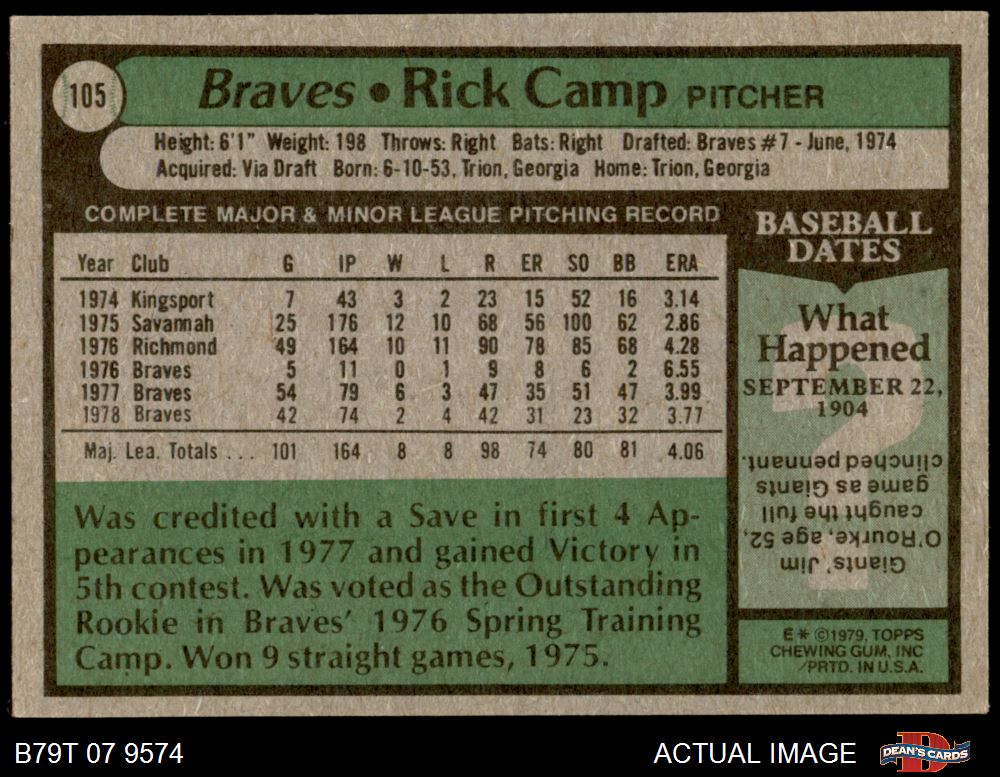 105
Braves • Rick Camp PITCHER
Height: 6'1" Weight: 198 Throws: Right Bats: Right Drafted: Braves #7 - June, 1974
Acquired: Via Draft Born: 6-10-53, Trion, Georgia Home: Trion, Georgia
COMPLETE MAJOR & MINOR LEAGUE PITCHING RECORD
Year Club G IP W L R ER SO BB ERA
1974 Kingsport 7 43 3 2 23 15 52 16 3.14
1975 Savannah 25 176 12 10 68 56 100 62 2.86
1976 Richmond 49 164 10 11 90 78 85 68 4.28
1976 Braves 5 11 0 1 9 8 6 2 6.55
1977 Braves 54 79 6 3 47 35 51 47 3.99
1978 Braves 42 74 2 4 42 31 23 32 3.77
Maj. Lea. Totals . . . 101 164 8 8 98 74 80 81 4.06
Was credited with a Save in first 4 Ap-
pearances in 1977 and gained Victory in
5th contest. Was voted as the Outstanding
Rookie in Braves' 1976 Spring Training
Camp. Won 9 straight games, 1975.
BASEBALL
DATES
What
Happened
SEPTEMBER 22,
1904
?
Giants' Jim
O'Rourke, age 52,
caught the full
game as Giants
clinched pennant.
E * ©1979, TOPPS
CHEWING GUM, INC
/PRTD. IN U.S.A.
B79T 07 9574
ACTUAL IMAGE
D
DEAN'S CARDS